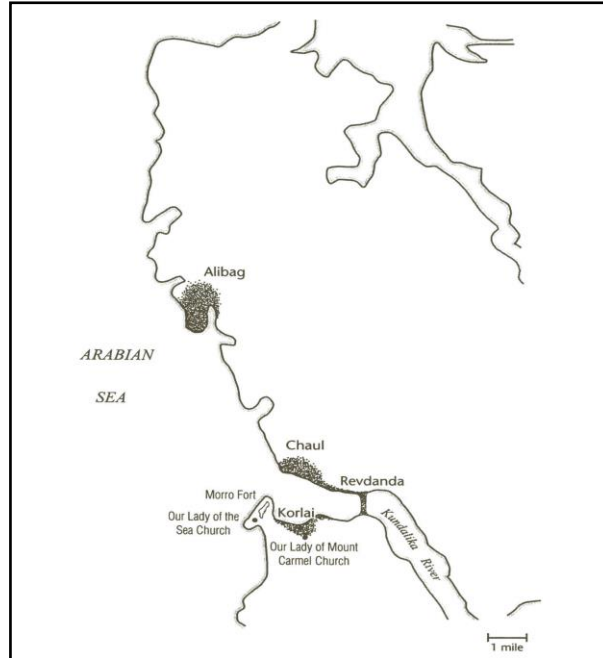 Alibag
ARABIAN
SEA
Chaul
Revdanda
Morro Fort
Korlai
Our Lady of the
Sea Church
Our Lady of Mount
Carmel Church
Kundalika
River
1 mile